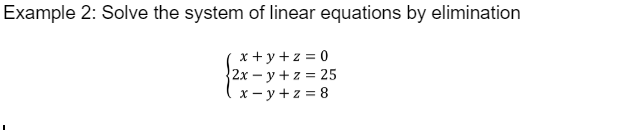 Example 2: Solve the system of linear equations by elimination
x + y + z = 0
2x − y + z = 25
x − y + z = 8